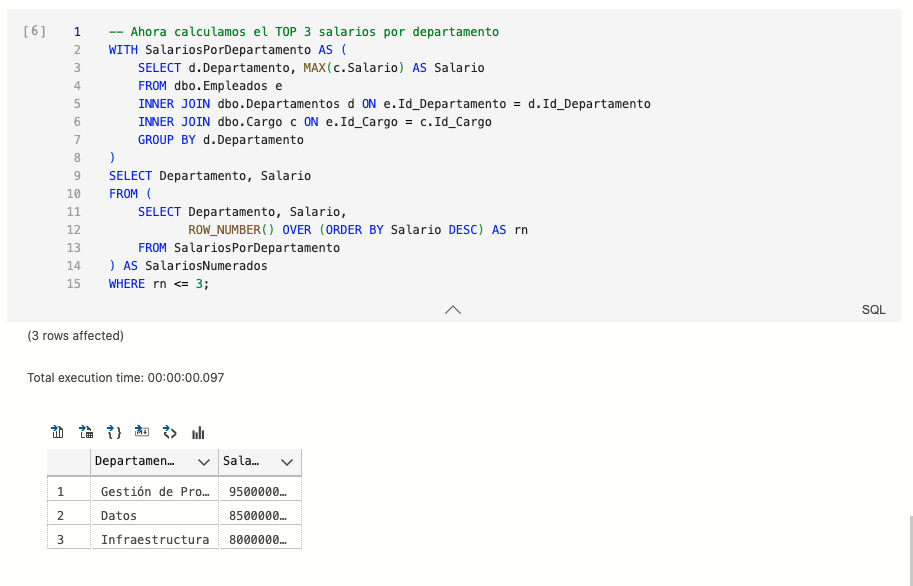 [6] 1 -- Ahora calculamos el TOP 3 salarios por departamento
2 WITH SalariosPorDepartamento AS (
3 SELECT d.Departamento, MAX(c.Salario) AS Salario
4 FROM dbo.Empleados e
5 INNER JOIN dbo.Departamentos d ON e.Id_Departamento = d.Id_Departamento
6 INNER JOIN dbo.Cargo c ON e.Id_Cargo = c.Id_Cargo
7 GROUP BY d.Departamento
8 )
9 SELECT Departamento, Salario
10 FROM (
11 SELECT Departamento, Salario,
12 ROW_NUMBER() OVER (ORDER BY Salario DESC) AS rn
13 FROM SalariosPorDepartamento
14 ) AS SalariosNumerados
15 WHERE rn <= 3;
SQL
(3 rows affected)
Total execution time: 00:00:00.097
Departamen… Sala…
1 Gestión de Pro… 9500000…
2 Datos 8500000…
3 Infraestructura 8000000…